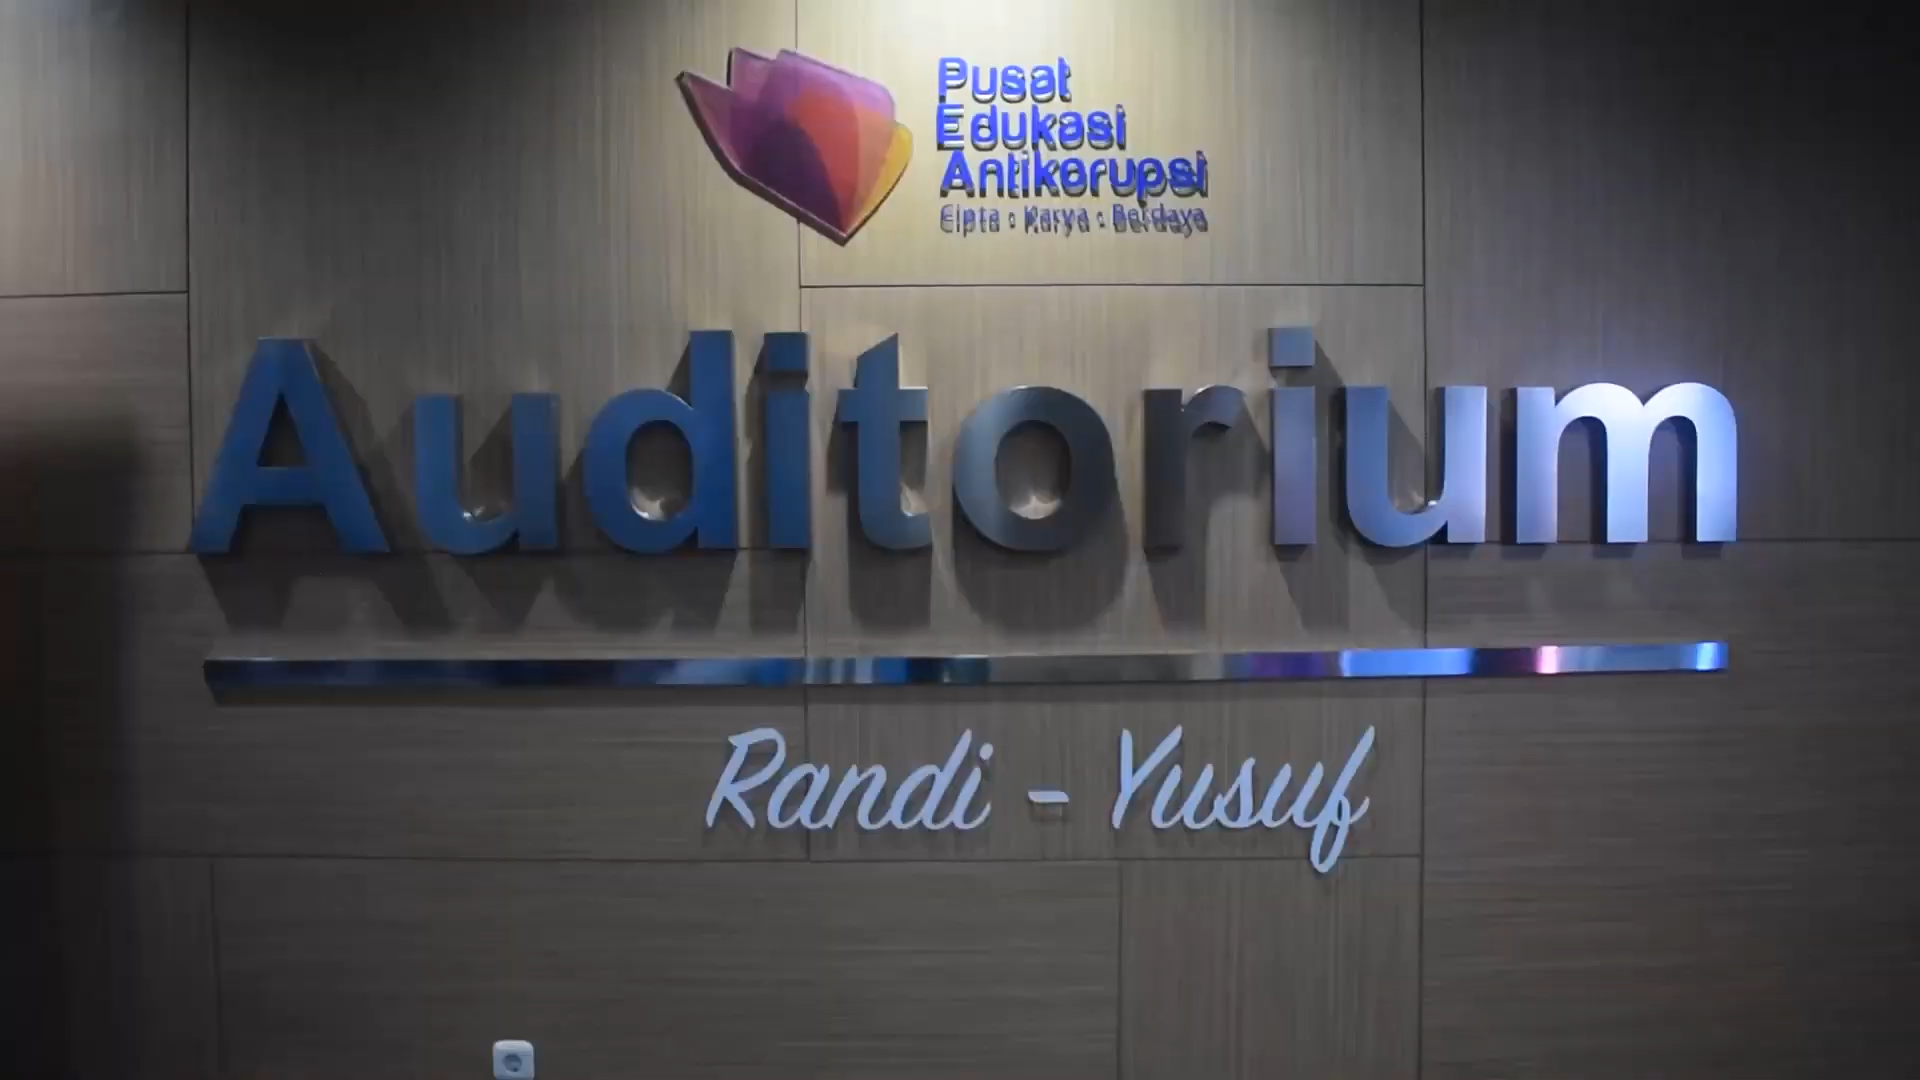 Pusat
Edukasi
Antikorupsi
Cipta • Karya • Berdaya
Auditorium
Randi - Yusuf